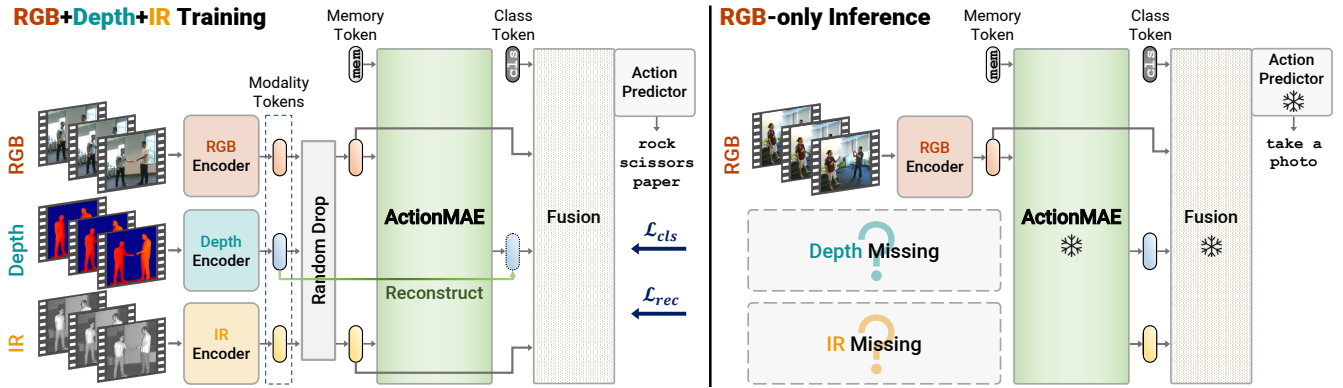 RGB+Depth+IR Training
Memory
Token
Class
Token
mem
cls
Modality
Tokens
Action
Predictor
rock
scissors
paper
RGB
RGB
Encoder
Depth
Depth
Encoder
IR
IR
Encoder
Random Drop
ActionMAE
Reconstruct
Fusion
ℒcls
ℒrec
RGB-only Inference
Memory
Token
Class
Token
mem
cls
Action
Predictor
take a
photo
RGB
RGB
Encoder
?
Depth Missing
?
IR Missing
ActionMAE
Fusion